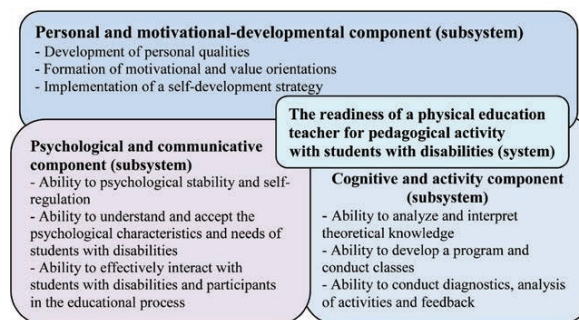 Personal and motivational-developmental component (subsystem)
- Development of personal qualities
- Formation of motivational and value orientations
- Implementation of a self-development strategy
The readiness of a physical education
teacher for pedagogical activity
with students with disabilities (system)
Psychological and communicative
component (subsystem)
- Ability to psychological stability and self-
regulation
- Ability to understand and accept the
psychological characteristics and needs of
students with disabilities
- Ability to effectively interact with
students with disabilities and participants
in the educational process
Cognitive and activity component
(subsystem)
- Ability to analyze and interpret
theoretical knowledge
- Ability to develop a program and
conduct classes
- Ability to conduct diagnostics, analysis
of activities and feedback